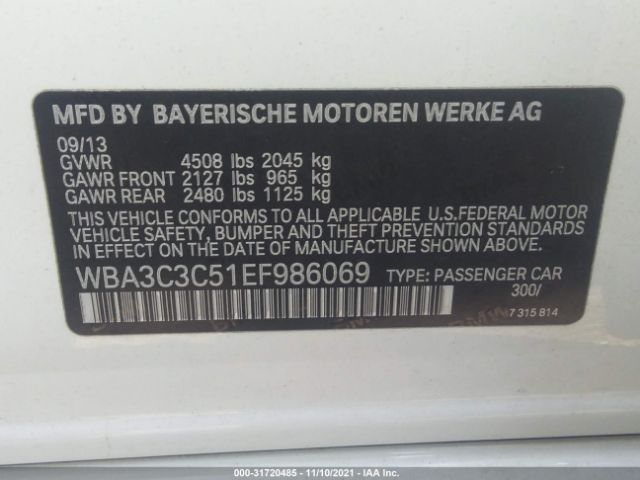 MFD BY BAYERISCHE MOTOREN WERKE AG
09/13
GVWR 4508 lbs 2045 kg
GAWR FRONT 2127 lbs 965 kg
GAWR REAR 2480 lbs 1125 kg
THIS VEHICLE CONFORMS TO ALL APPLICABLE U.S.FEDERAL MOTOR
VEHICLE SAFETY, BUMPER AND THEFT PREVENTION STANDARDS
IN EFFECT ON THE DATE OF MANUFACTURE SHOWN ABOVE.
WBA3C3C51EF986069 TYPE: PASSENGER CAR
300/
7 315 814
000-31720485 - 11/10/2021 - IAA Inc.